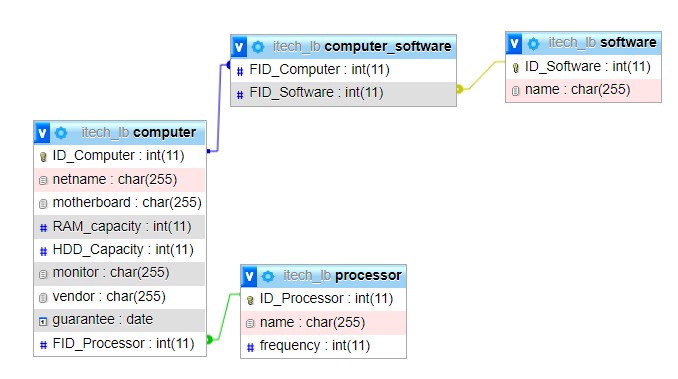 itech_lb computer_software
FID_Computer : int(11)
FID_Software : int(11)
itech_lb software
ID_Software : int(11)
name : char(255)
itech_lb computer
ID_Computer : int(11)
netname : char(255)
motherboard : char(255)
RAM_capacity : int(11)
HDD_Capacity : int(11)
monitor : char(255)
vendor : char(255)
guarantee : date
FID_Processor : int(11)
itech_lb processor
ID_Processor : int(11)
name : char(255)
frequency : int(11)